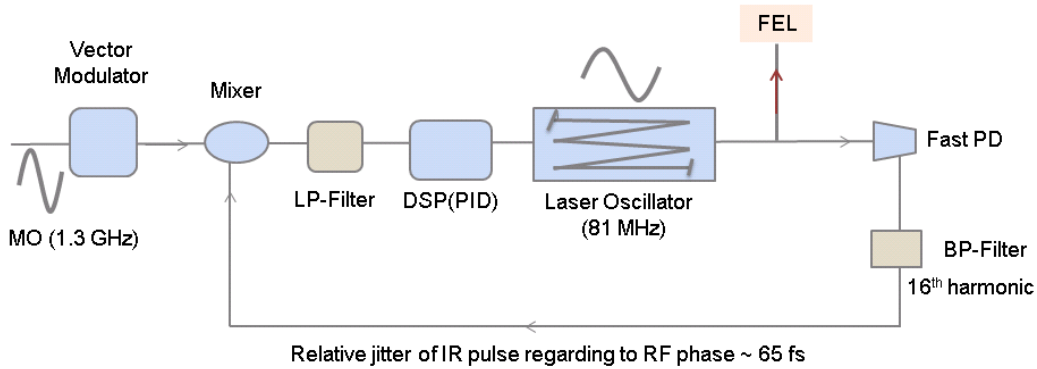 FEL
Vector
Modulator
Mixer
Fast PD
LP-Filter
DSP(PID)
Laser Oscillator
(81 MHz)
MO (1.3 GHz)
BP-Filter
16th harmonic
Relative jitter of IR pulse regarding to RF phase ~ 65 fs